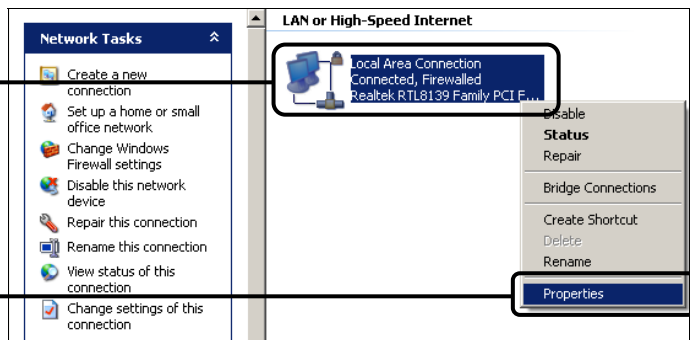 Network Tasks
Create a new
connection
Set up a home or small
office network
Change Windows
Firewall settings
Disable this network
device
Repair this connection
Rename this connection
View status of this
connection
Change settings of this
connection
LAN or High-Speed Internet
Local Area Connection
Connected, Firewalled
Realtek RTL8139 Family PCI F...
Disable
Status
Repair
Bridge Connections
Create Shortcut
Delete
Rename
Properties